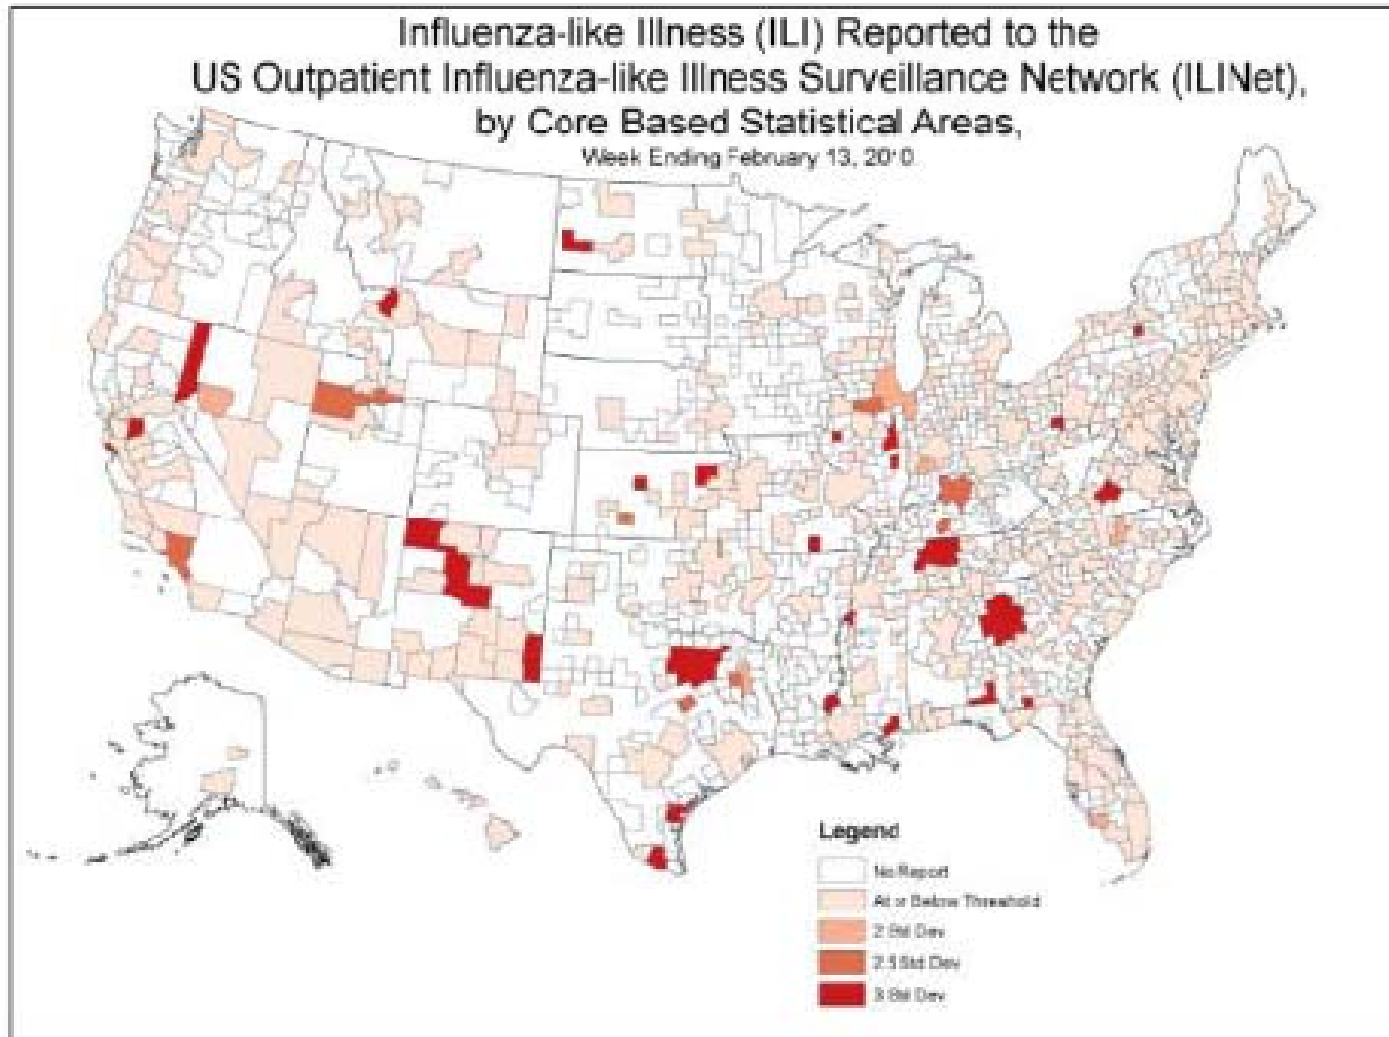 Influenza-like Illness (ILI) Reported to the
US Outpatient Influenza-like Illness Surveillance Network (ILINet),
by Core Based Statistical Areas,
Week Ending February 13, 2010
Legend
No Report
At or Below Threshold
2 Std Dev
2.5 Std Dev
3 Std Dev